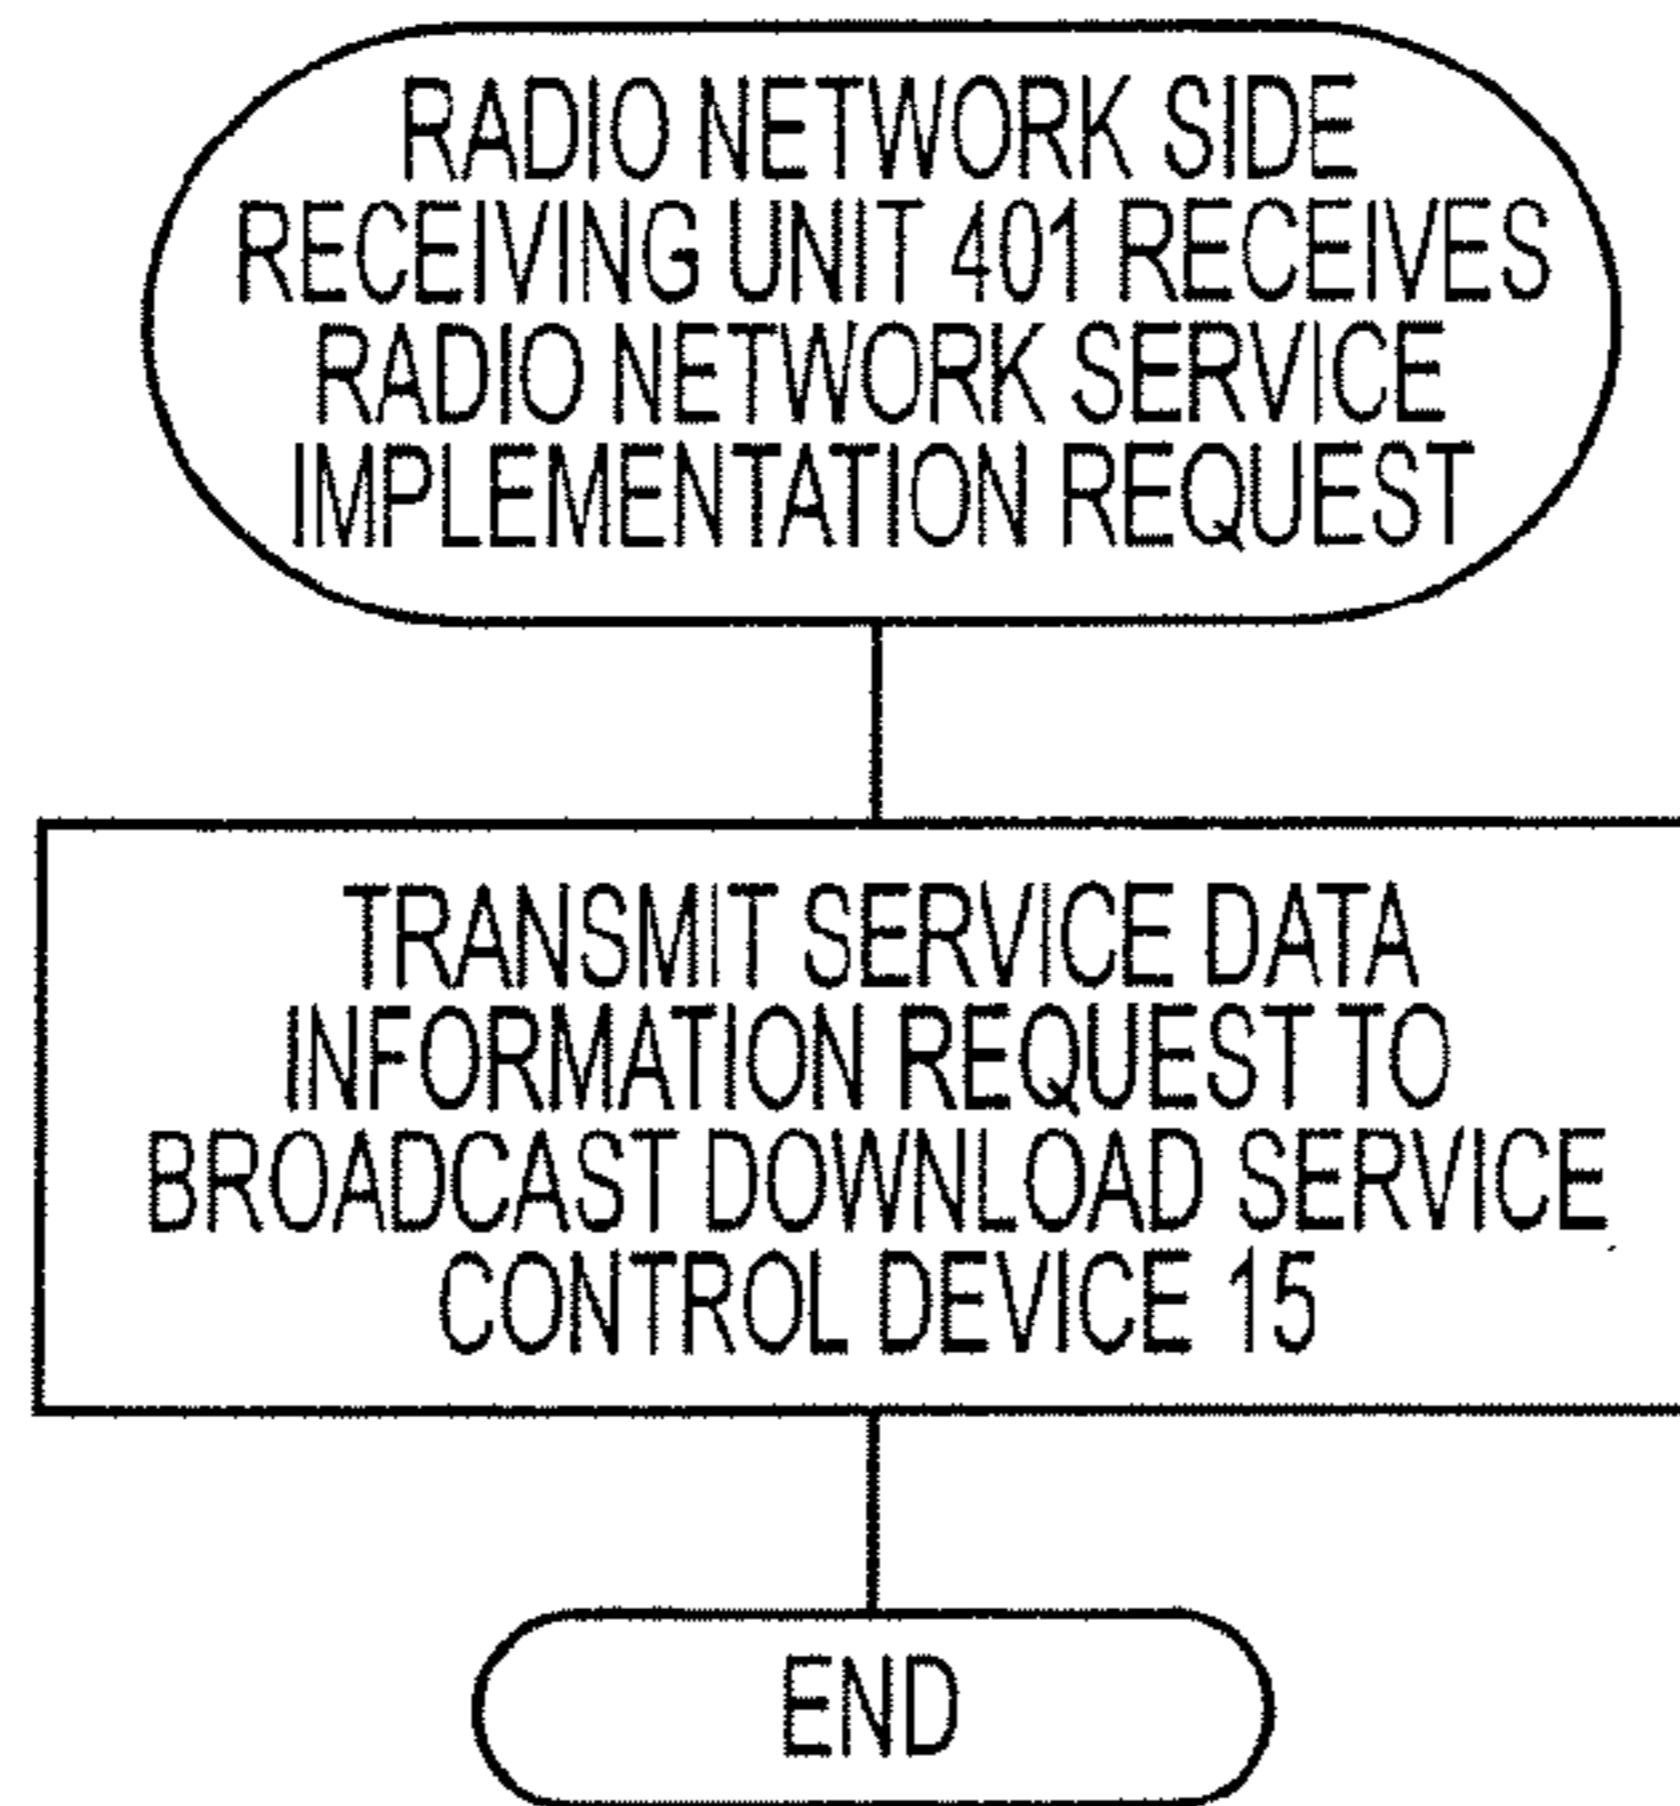 RADIO NETWORK SIDE
RECEIVING UNIT 401 RECEIVES
RADIO NETWORK SERVICE
IMPLEMENTATION REQUEST
TRANSMIT SERVICE DATA
INFORMATION REQUEST TO
BROADCAST DOWNLOAD SERVICE
CONTROL DEVICE 15
END